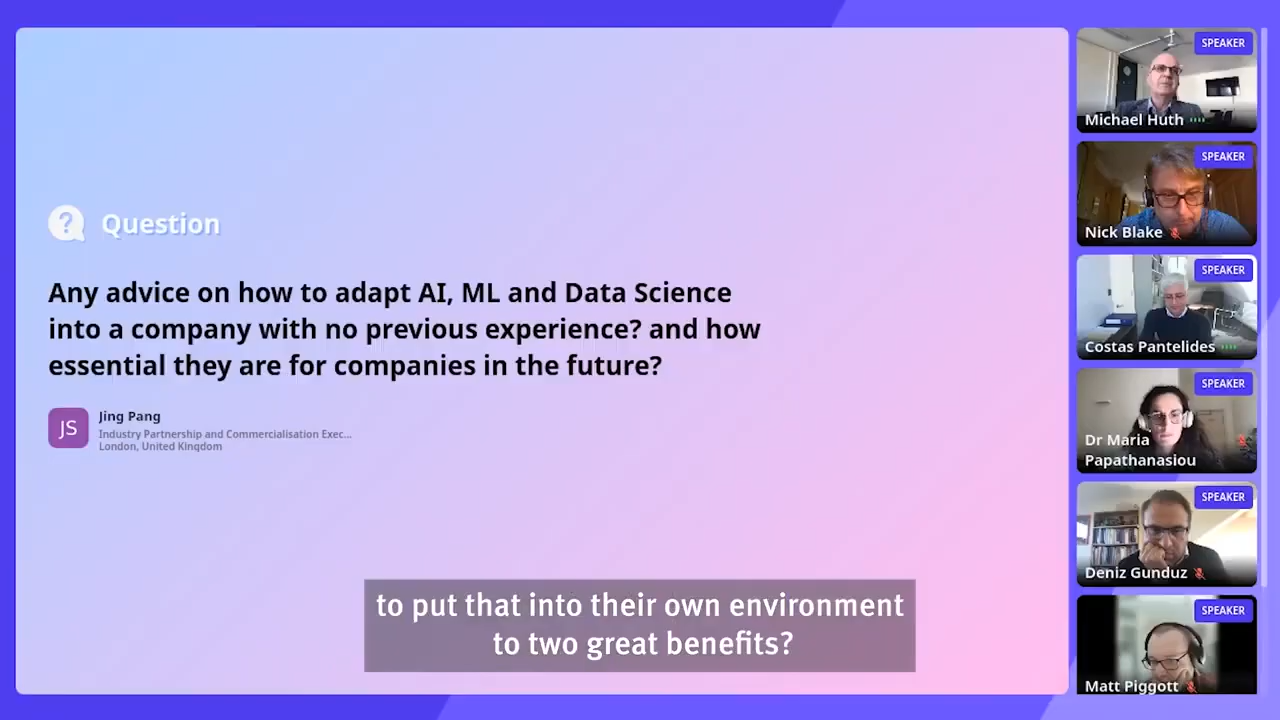 Question
Any advice on how to adapt AI, ML and Data Science
into a company with no previous experience? and how
essential they are for companies in the future?
JS
Jing Pang
Industry Partnership and Commercialisation Exec...
London, United Kingdom
to put that into their own environment
to two great benefits?
SPEAKER
Michael Huth
SPEAKER
Nick Blake
SPEAKER
Costas Pantelides
SPEAKER
Dr Maria
Papathanasiou
SPEAKER
Deniz Gunduz
SPEAKER
Matt Piggott